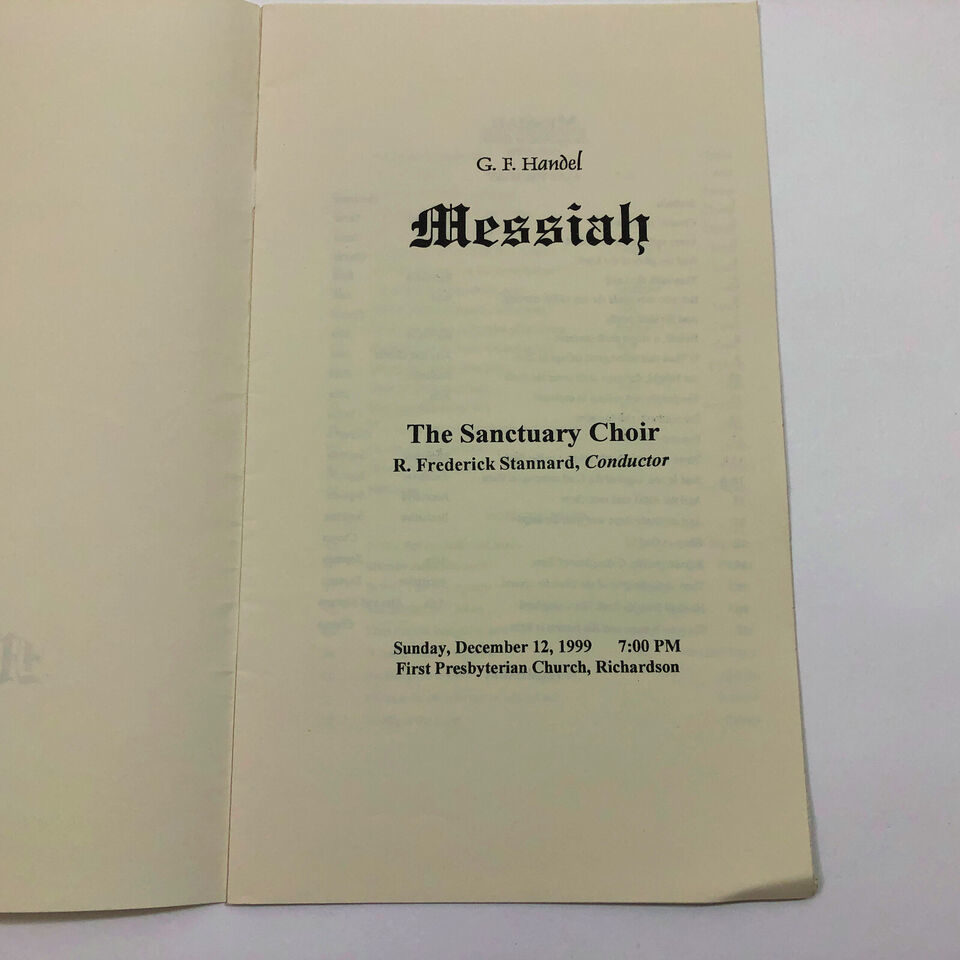 G. F. Handel
Messiah
The Sanctuary Choir
R. Frederick Stannard, Conductor
Sunday, December 12, 1999 7:00 PM
First Presbyterian Church, Richardson